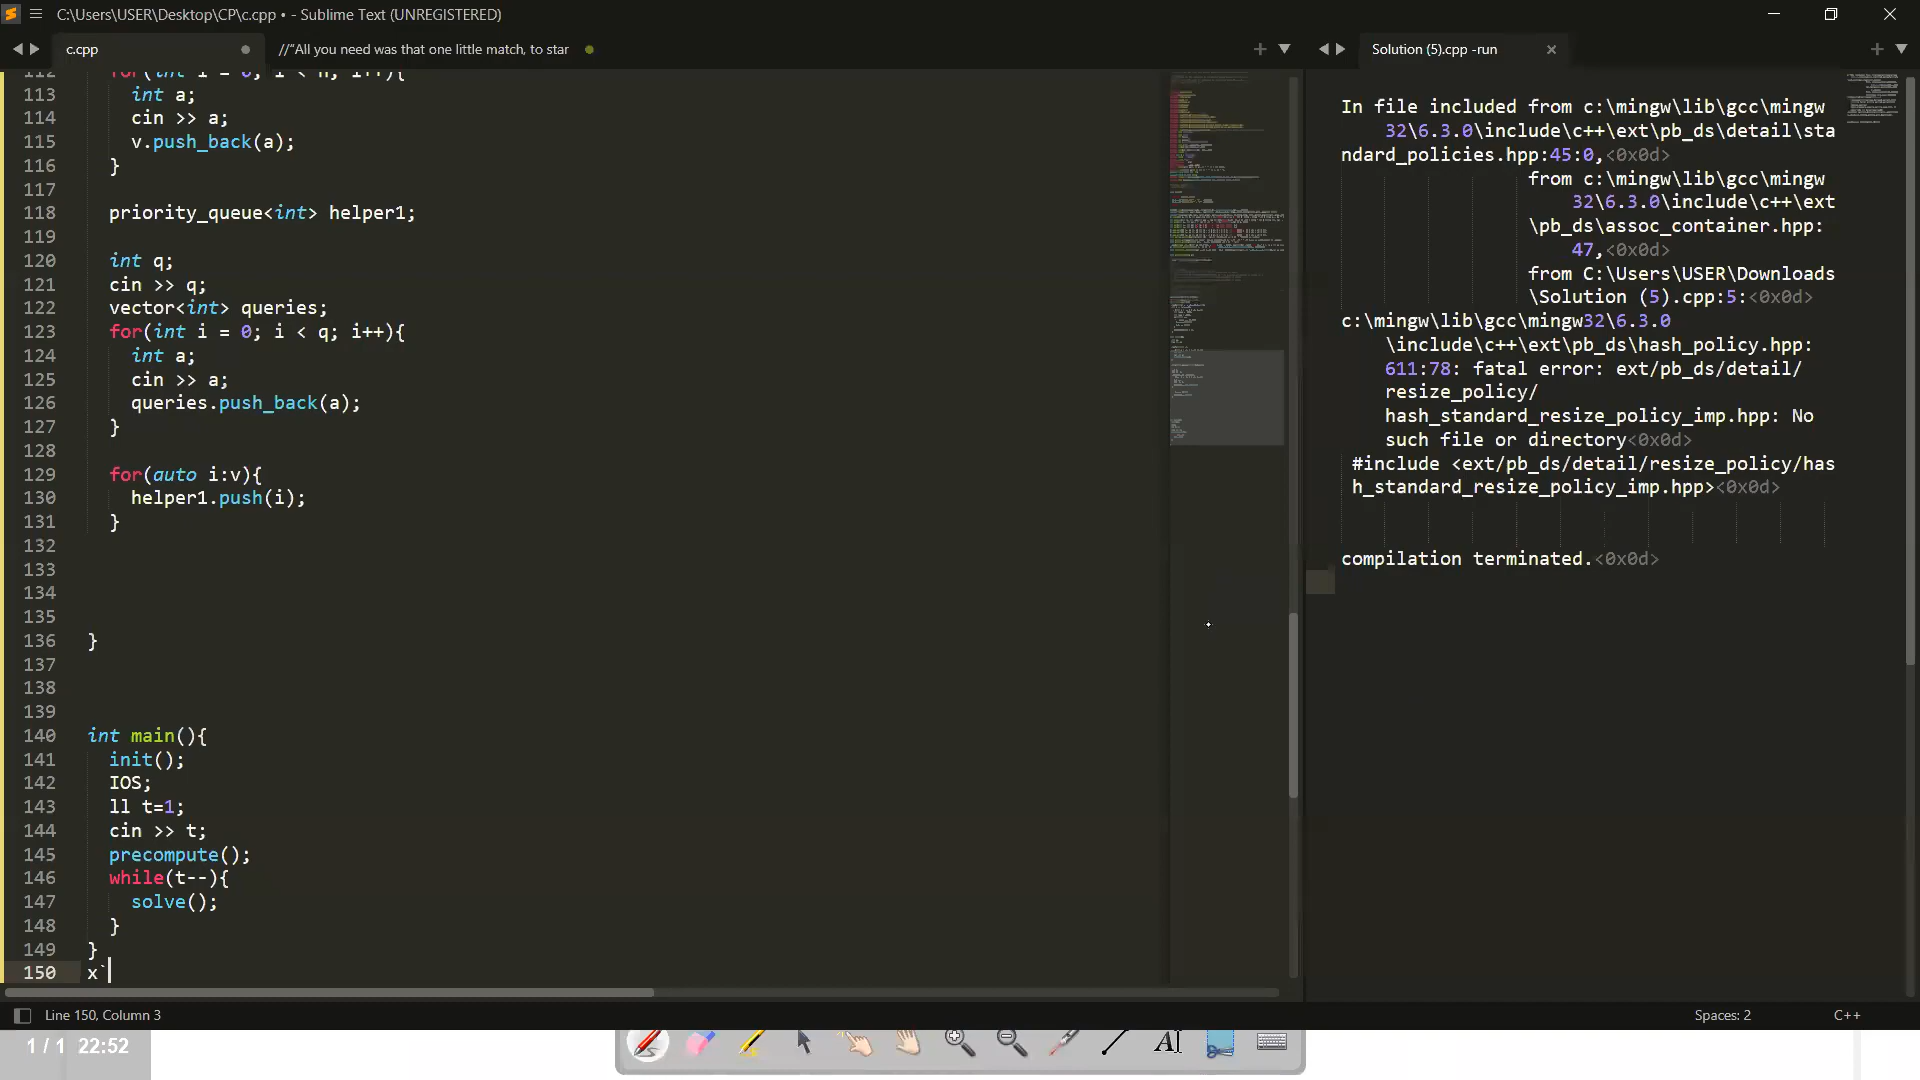 C:\Users\USER\Desktop\CP\c.cpp • - Sublime Text (UNREGISTERED)
c.cpp
//"All you need was that one little match, to star
Solution (5).cpp -run
112 for(int i = 0; i < n; i++){
113 int a;
114 cin >> a;
115 v.push_back(a);
116 }
117
118 priority_queue<int> helper1;
119
120 int q;
121 cin >> q;
122 vector<int> queries;
123 for(int i = 0; i < q; i++){
124 int a;
125 cin >> a;
126 queries.push_back(a);
127 }
128
129 for(auto i:v){
130 helper1.push(i);
131 }
132
133
134
135
136 }
137
138
139
140 int main(){
141 init();
142 IOS;
143 ll t=1;
144 cin >> t;
145 precompute();
146 while(t--){
147 solve();
148 }
149 }
150 x`
In file included from c:\mingw\lib\gcc\mingw
32\6.3.0\include\c++\ext\pb_ds\detail\sta
ndard_policies.hpp:45:0,<0x0d>
from c:\mingw\lib\gcc\mingw
32\6.3.0\include\c++\ext
\pb_ds\assoc_container.hpp:
47,<0x0d>
from C:\Users\USER\Downloads
\Solution (5).cpp:5:<0x0d>
c:\mingw\lib\gcc\mingw32\6.3.0
\include\c++\ext\pb_ds\hash_policy.hpp:
611:78: fatal error: ext/pb_ds/detail/
resize_policy/
hash_standard_resize_policy_imp.hpp: No
such file or directory<0x0d>
#include <ext/pb_ds/detail/resize_policy/has
h_standard_resize_policy_imp.hpp><0x0d>
compilation terminated.<0x0d>
Line 150, Column 3
Spaces: 2
C++
1 / 1 22:52